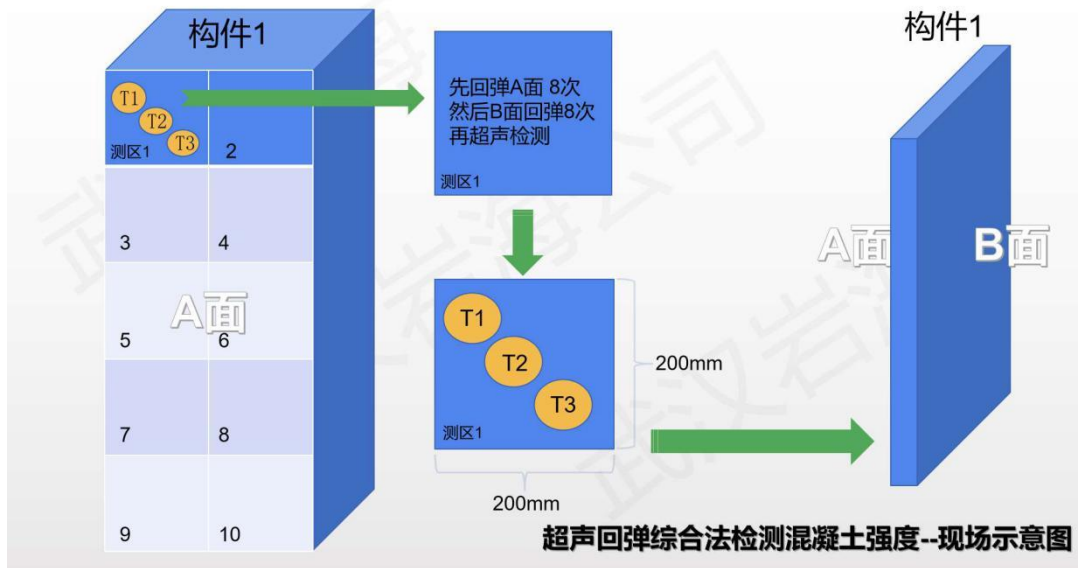 构件1
T1
T2
T3
测区1
2
3
4
5
6
7
8
9
10
A面
先回弹A面 8次
然后B面回弹8次
再超声检测
测区1
T1
T2
T3
测区1
200mm
200mm
构件1
A面
B面
超声回弹综合法检测混凝土强度--现场示意图